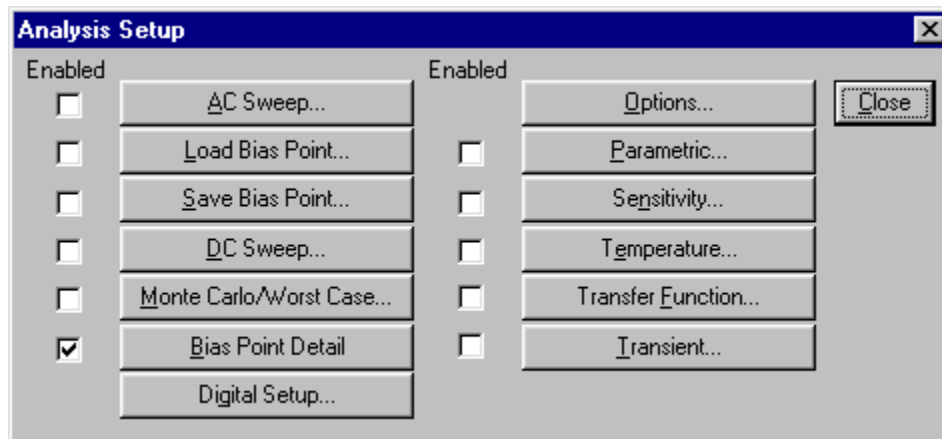 Analysis Setup
Enabled
Enabled
AC Sweep...
Options...
Close
Load Bias Point...
Parametric...
Save Bias Point...
Sensitivity...
DC Sweep...
Temperature...
Monte Carlo/Worst Case...
Transfer Function...
Bias Point Detail
Transient...
Digital Setup...